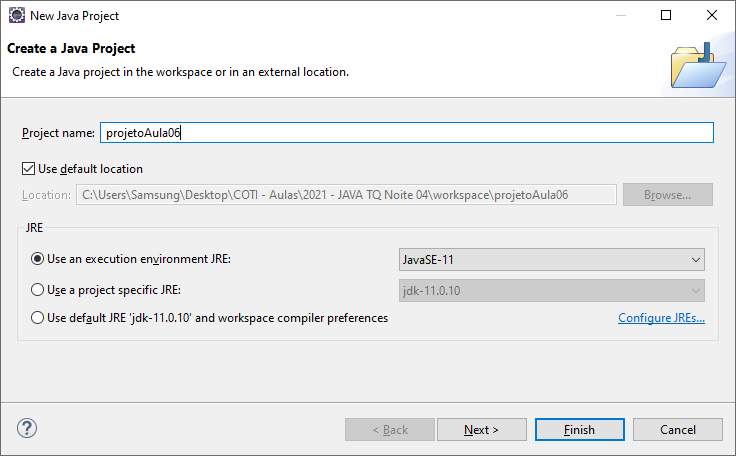 New Java Project
Create a Java Project
Create a Java project in the workspace or in an external location.
Project name: projetoAula06
Use default location
Location: C:\Users\Samsung\Desktop\COTI - Aulas\2021 - JAVA TQ Noite 04\workspace\projetoAula06 Browse...
JRE
Use an execution environment JRE: JavaSE-11
Use a project specific JRE: jdk-11.0.10
Use default JRE 'jdk-11.0.10' and workspace compiler preferences Configure JREs...
? < Back Next > Finish Cancel